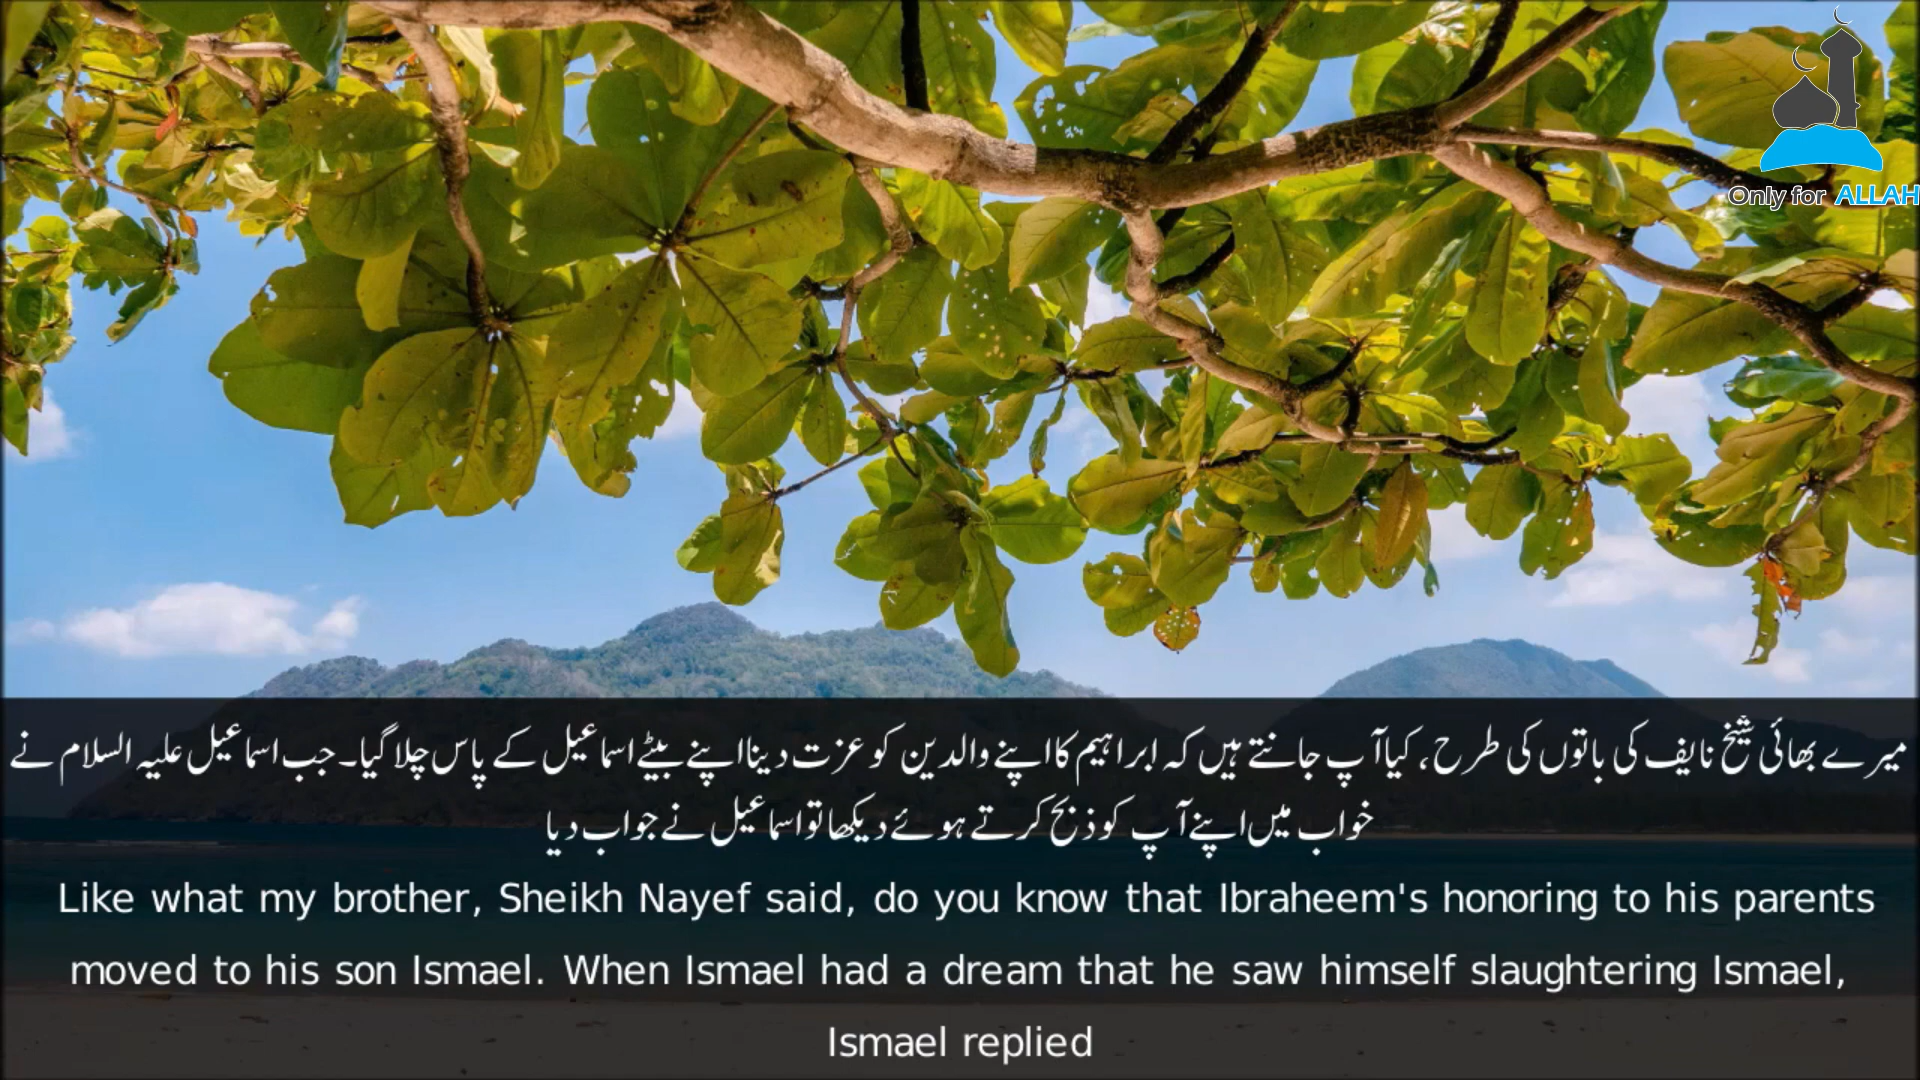 Only for ALLAH
میرے بھائی شیخ نایف کی باتوں کی طرح، کیا آپ جانتے ہیں کہ ابراہیم کا اپنے والدین کو عزت دینا اپنے بیٹے اسماعیل کے پاس چلا گیا۔ جب اسماعیل علیہ السلام نے
خواب میں اپنے آپ کو ذبح کرتے ہوئے دیکھا تو اسماعیل نے جواب دیا
Like what my brother, Sheikh Nayef said, do you know that Ibraheem's honoring to his parents
moved to his son Ismael. When Ismael had a dream that he saw himself slaughtering Ismael,
Ismael replied